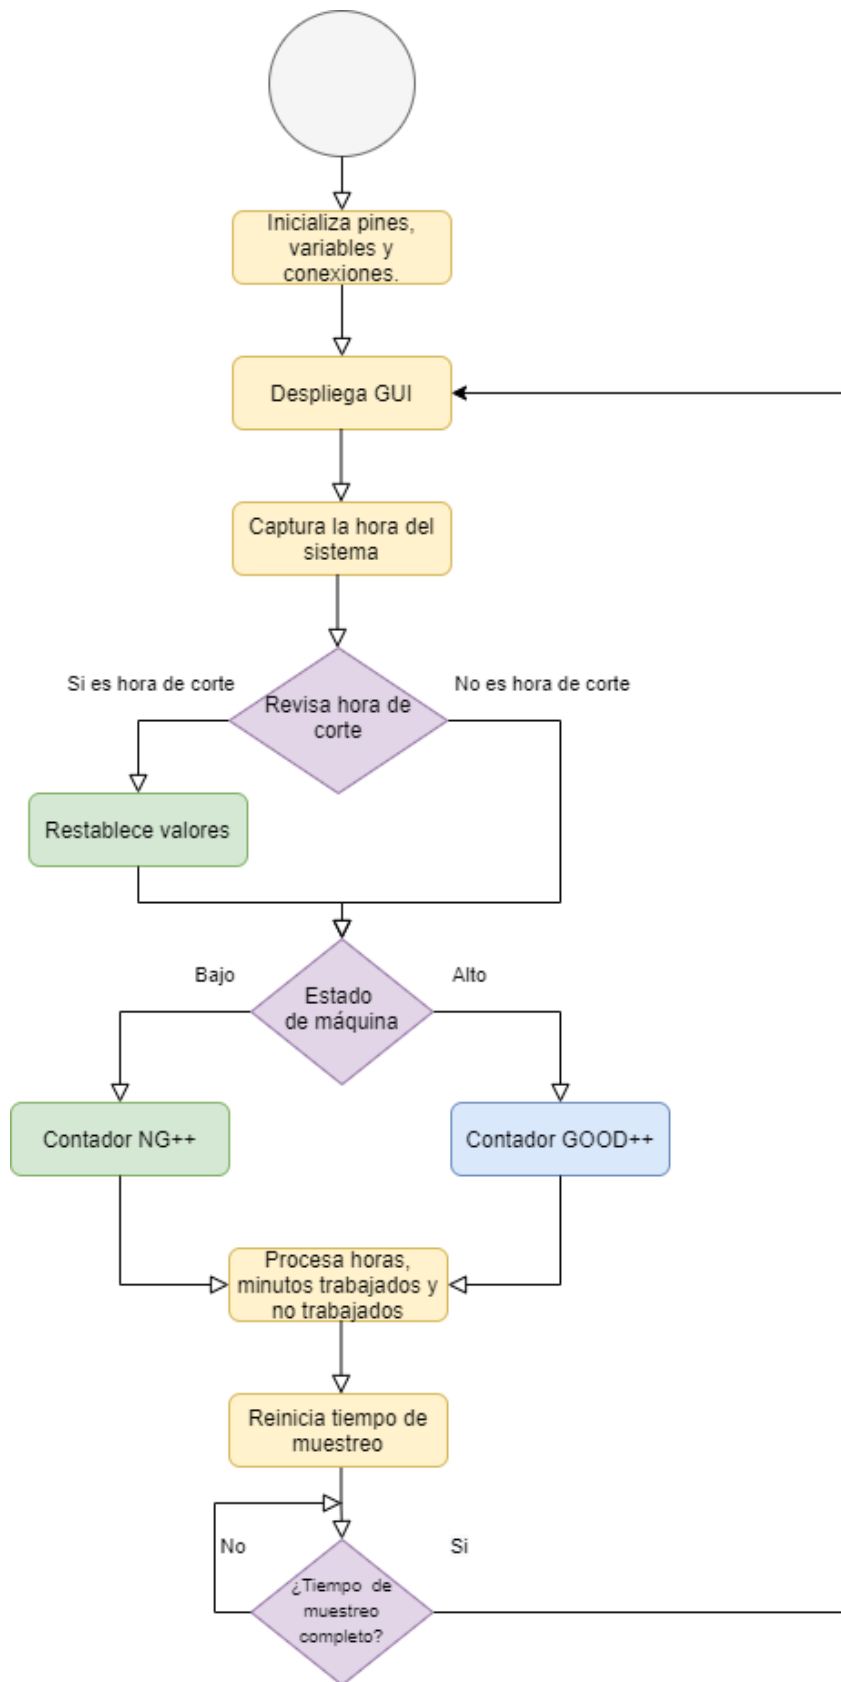 Inicializa pines,
variables y
conexiones.
Despliega GUI
Captura la hora del
sistema
Si es hora de corte
No es hora de corte
Revisa hora de
corte
Restablece valores
Bajo
Alto
Estado
de máquina
Contador NG++
Contador GOOD++
Procesa horas,
minutos trabajados y
no trabajados
Reinicia tiempo de
muestreo
No
Si
¿Tiempo de
muestreo
completo?